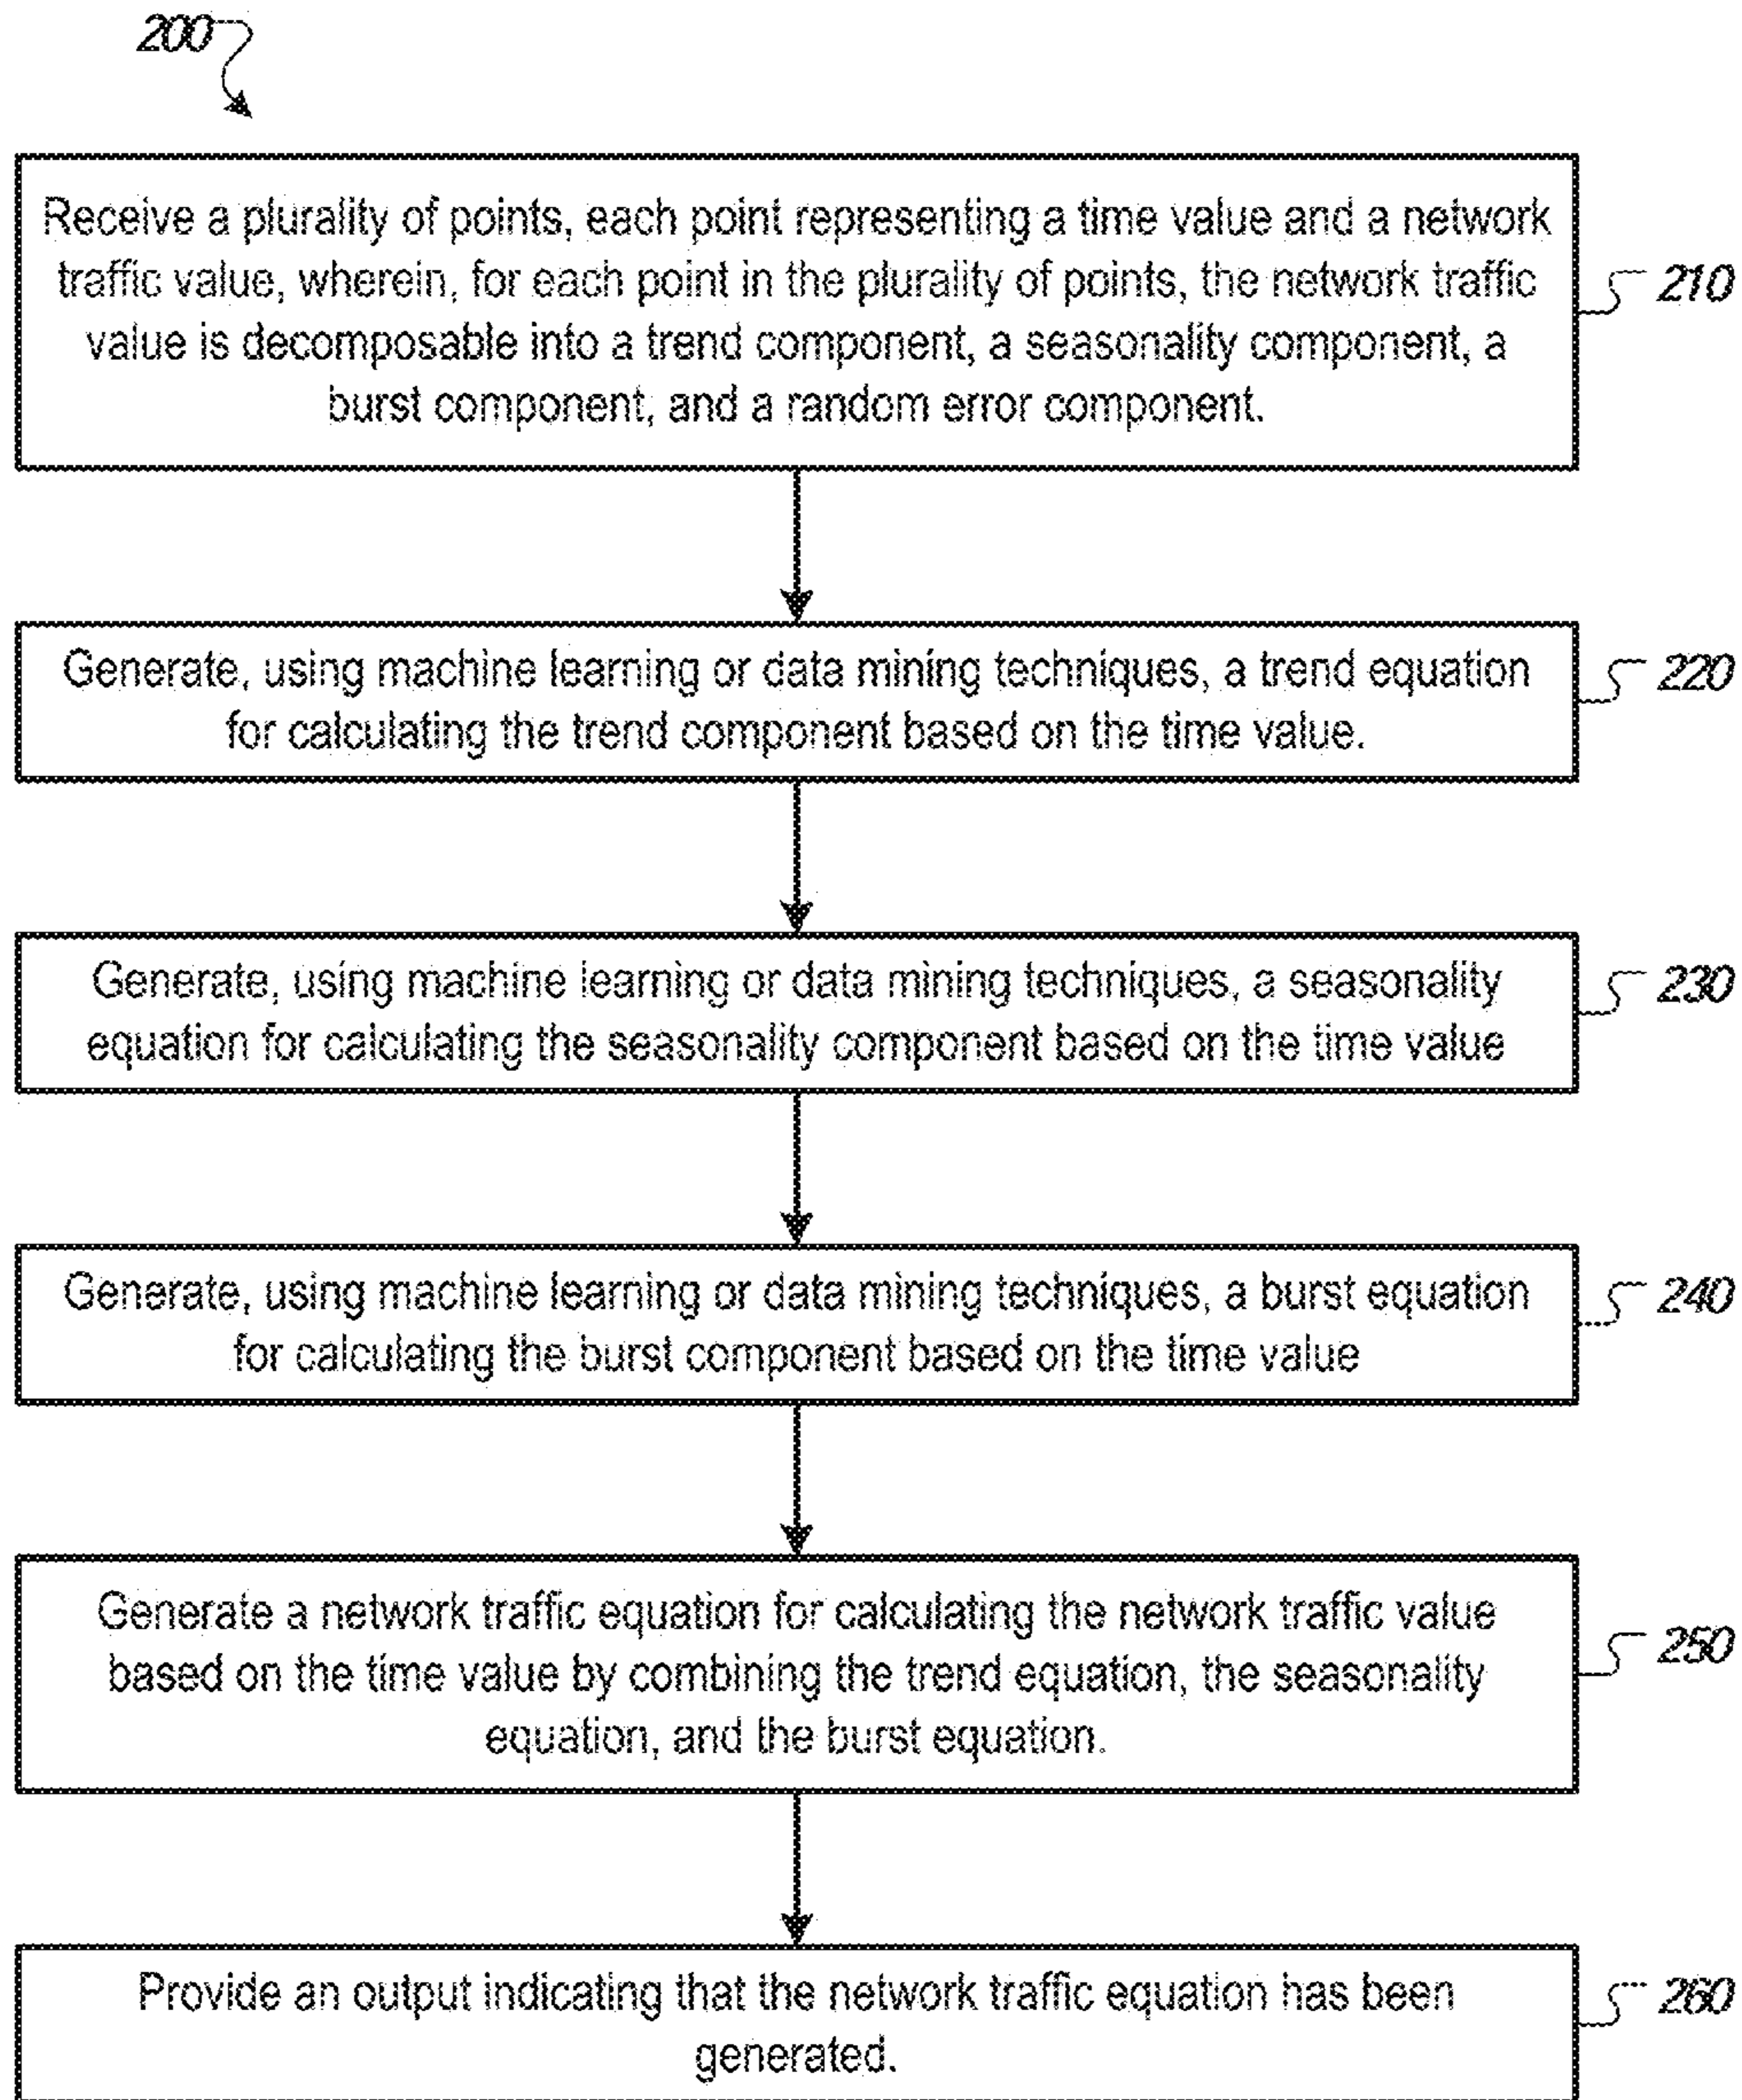 200
Receive a plurality of points, each point representing a time value and a network
traffic value, wherein, for each point in the plurality of points, the network traffic
value is decomposable into a trend component, a seasonality component, a
burst component, and a random error component.
210
Generate, using machine learning or data mining techniques, a trend equation
for calculating the trend component based on the time value.
220
Generate, using machine learning or data mining techniques, a seasonality
equation for calculating the seasonality component based on the time value
230
Generate, using machine learning or data mining techniques, a burst equation
for calculating the burst component based on the time value
240
Generate a network traffic equation for calculating the network traffic value
based on the time value by combining the trend equation, the seasonality
equation, and the burst equation.
250
Provide an output indicating that the network traffic equation has been
generated.
260